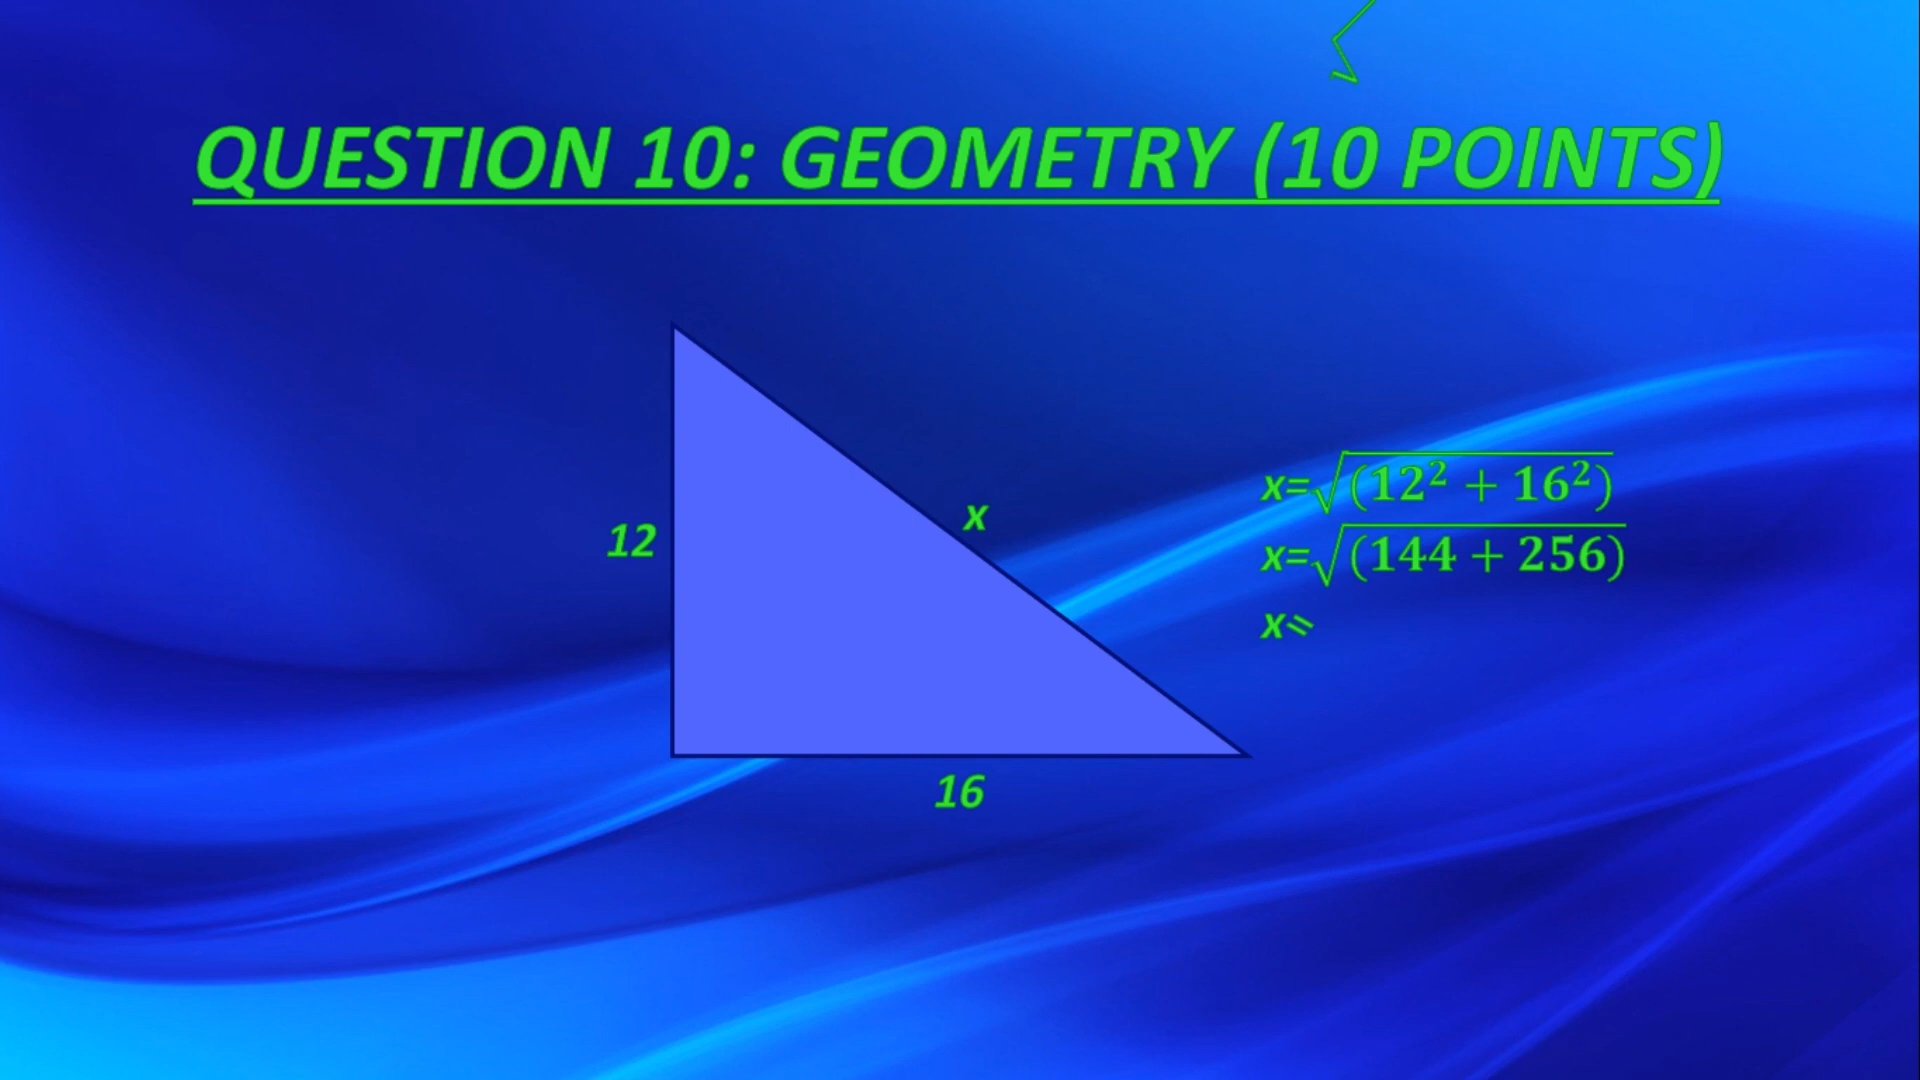 QUESTION 10: GEOMETRY (10 POINTS)
12
x
16
x=√(12² + 16²)
x=√(144 + 256)
x=